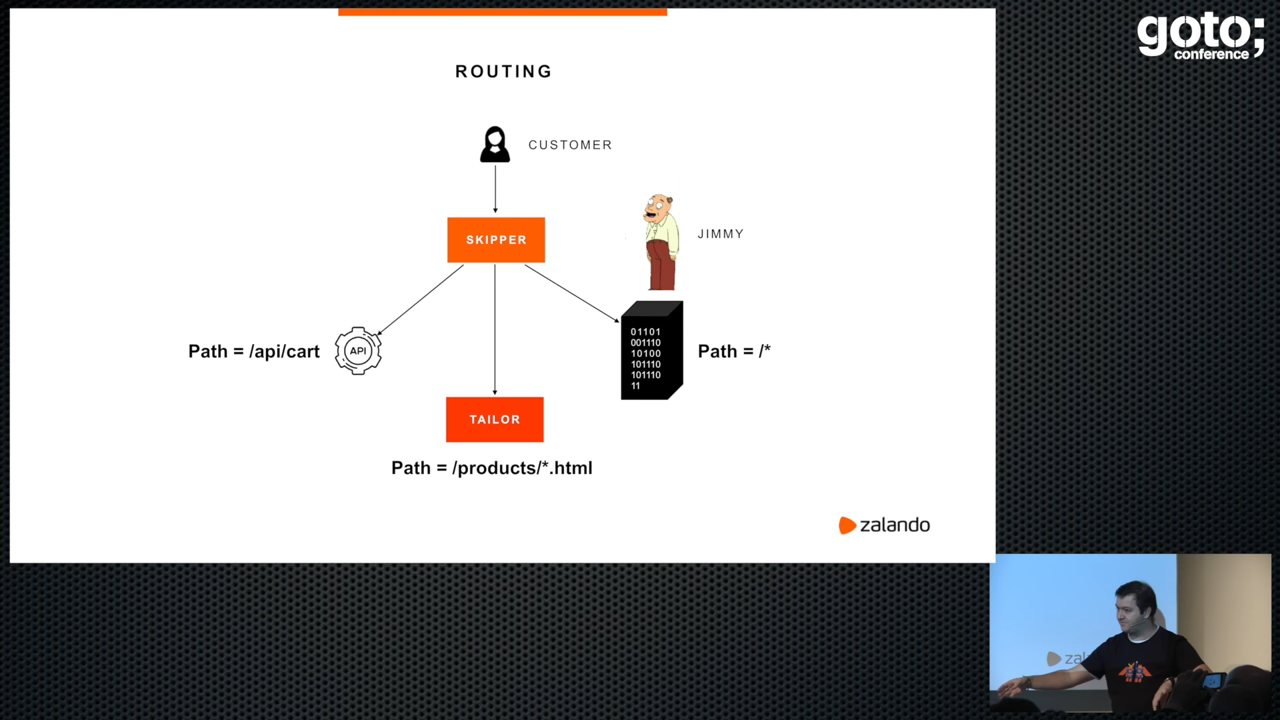 goto;
conference
ROUTING
CUSTOMER
SKIPPER
JIMMY
Path = /api/cart
API
01101
001110
10100
101110
101110
11
Path = /*
TAILOR
Path = /products/*.html
zalando